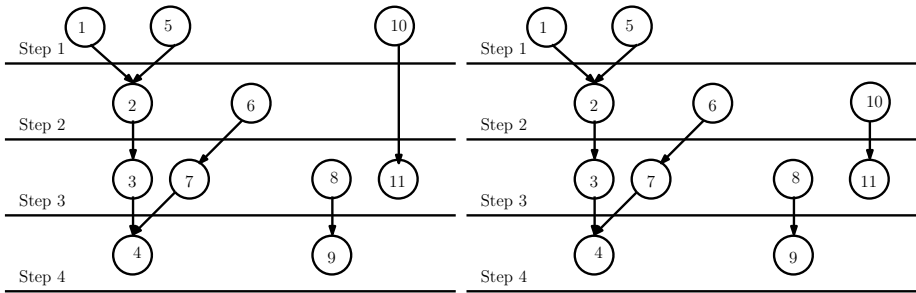 1 5 10
Step 1
2 6
Step 2
3 7 8 11
Step 3
4 9
Step 4
1 5
Step 1
2 6 10
Step 2
3 7 8 11
Step 3
4 9
Step 4